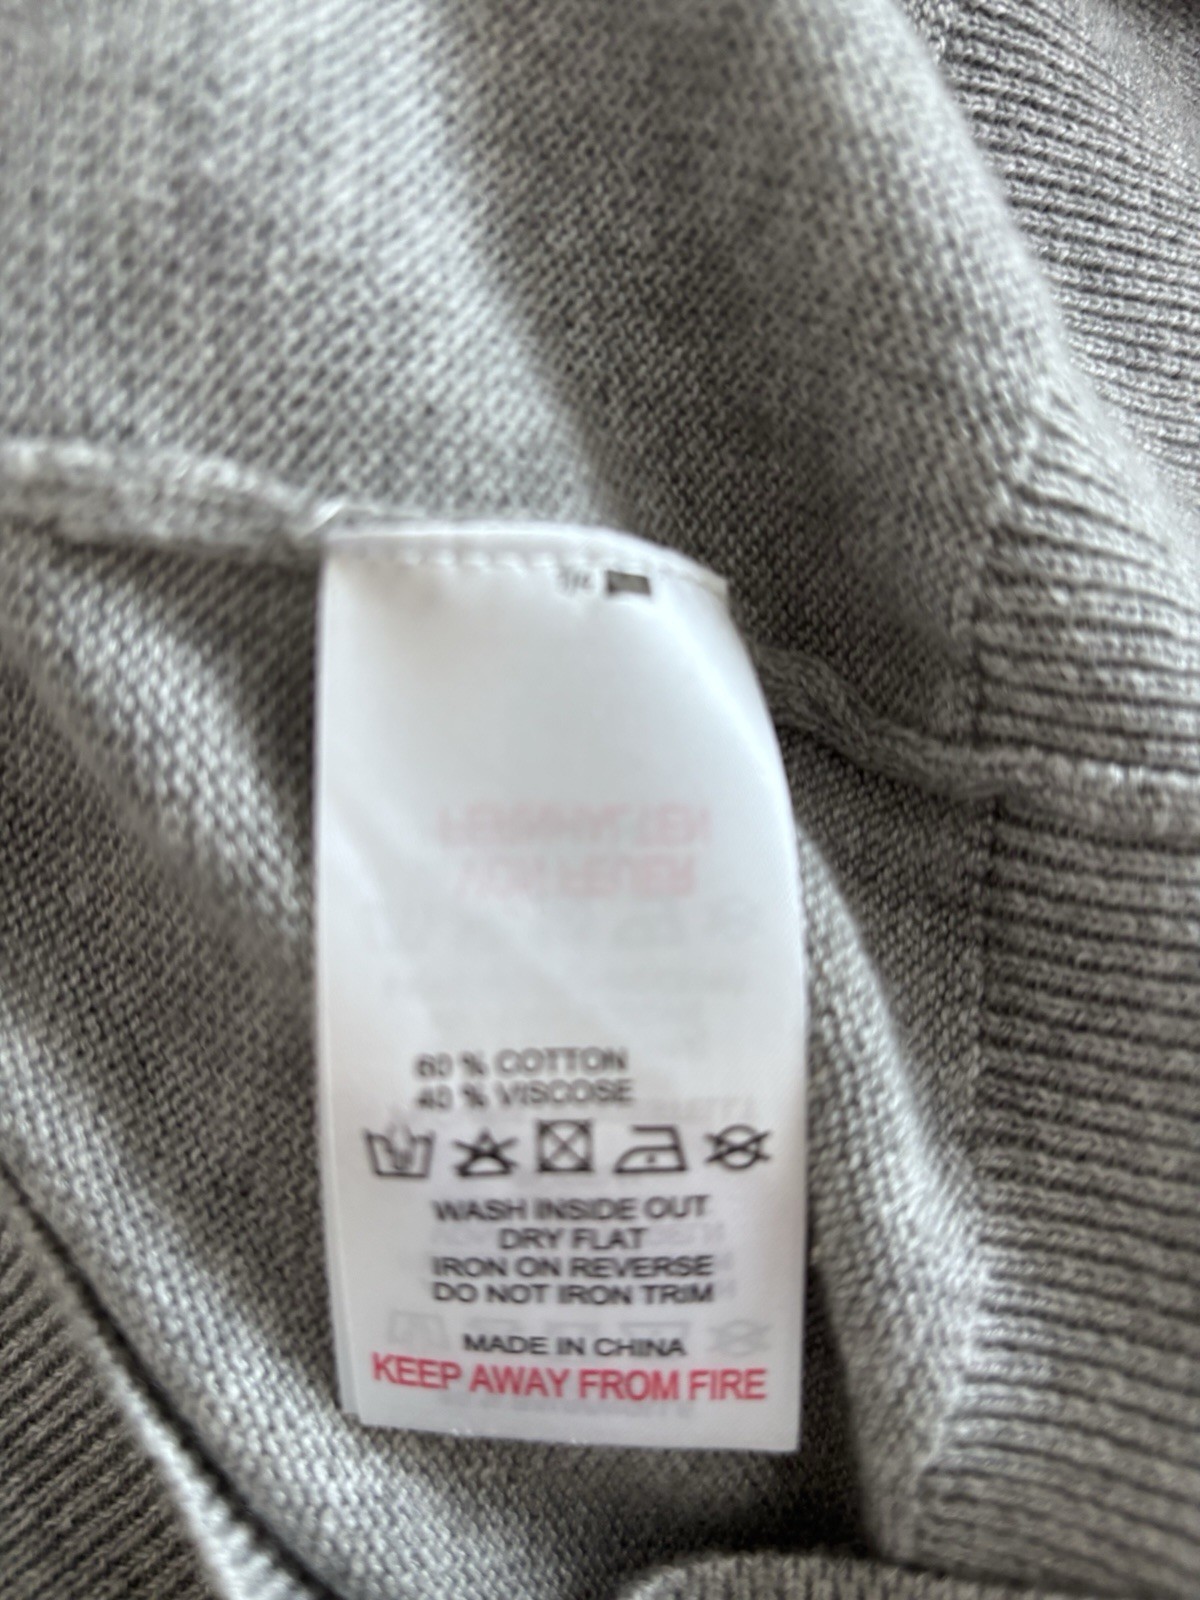 60 % COTTON
40 % VISCOSE
WASH INSIDE OUT
DRY FLAT
IRON ON REVERSE
DO NOT IRON TRIM
MADE IN CHINA
KEEP AWAY FROM FIRE